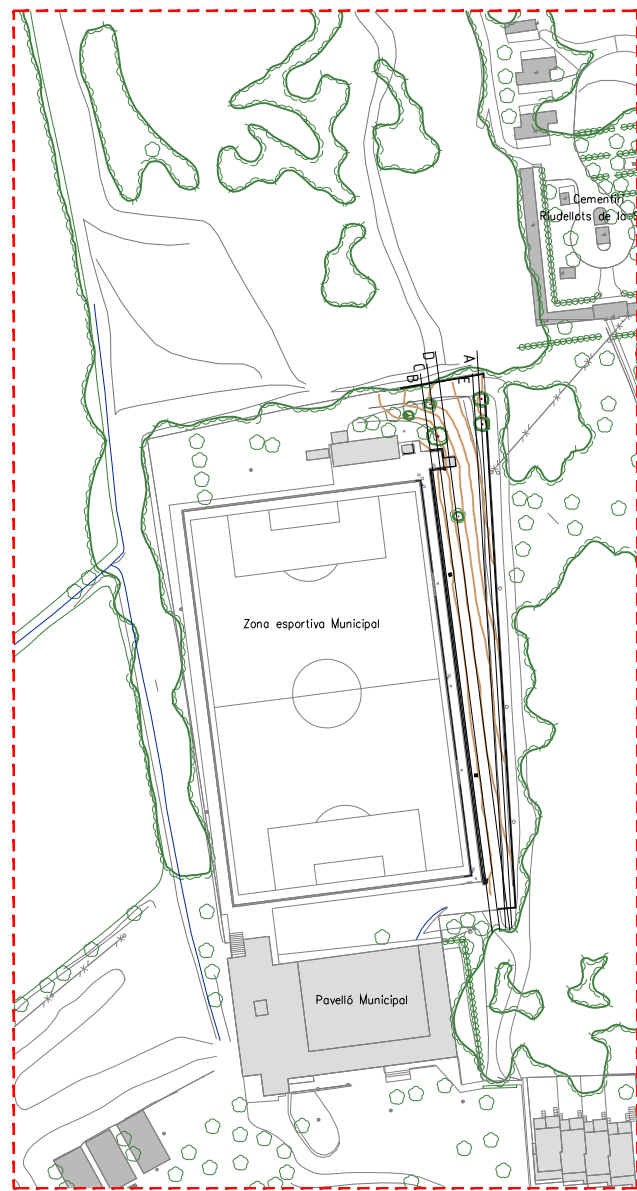 Cementiri
Riudellots de la S
D
C
B
A
E
Zona esportiva Municipal
Pavelló Municipal